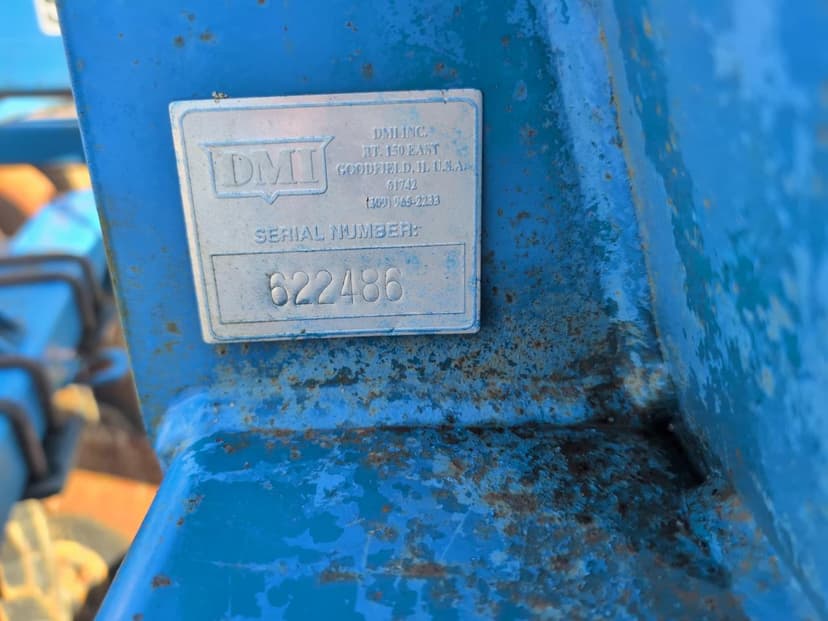 DMI
DMI INC.
RT. 150 EAST
GOODFIELD, IL U.S.A.
61742
(309) 965-2233
SERIAL NUMBER:
622486